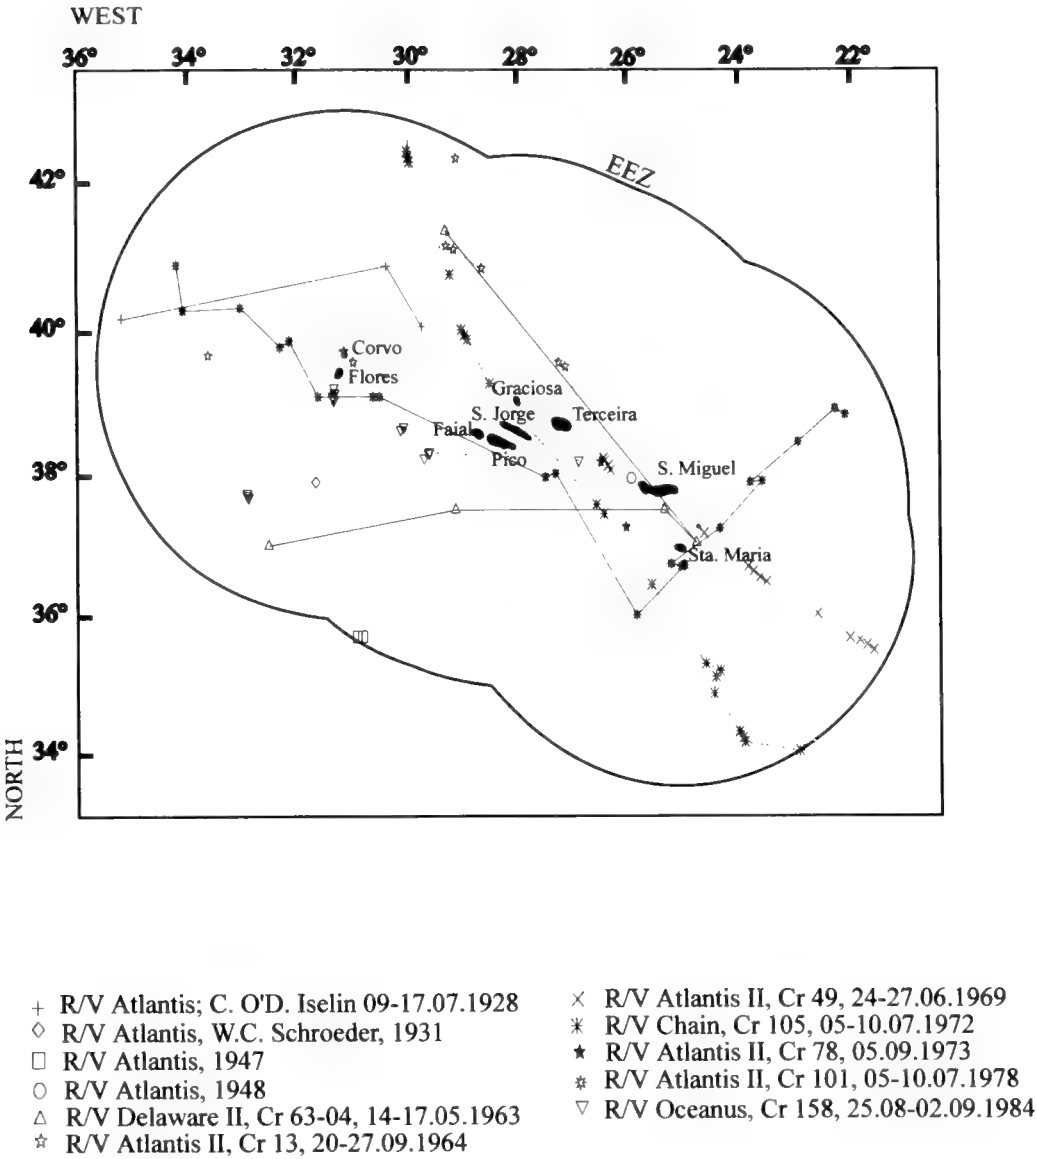 WEST
36° 34° 32° 30° 28° 26° 24° 22°
EEZ
42°
40°
Corvo
Flores
Graciosa
S. Jorge
Terceira
Faial
Pico
38°
S. Miguel
Sta. Maria
36°
34°
NORTH
R/V Atlantis; C. O'D. Iselin 09-17.07.1928
R/V Atlantis, W.C. Schroeder, 1931
R/V Atlantis, 1947
R/V Atlantis, 1948
R/V Delaware II, Cr 63-04, 14-17.05.1963
R/V Atlantis II, Cr 13, 20-27.09.1964
R/V Atlantis II, Cr 49, 24-27.06.1969
R/V Chain, Cr 105, 05-10.07.1972
R/V Atlantis II, Cr 78, 05.09.1973
R/V Atlantis II, Cr 101, 05-10.07.1978
R/V Oceanus, Cr 158, 25.08-02.09.1984